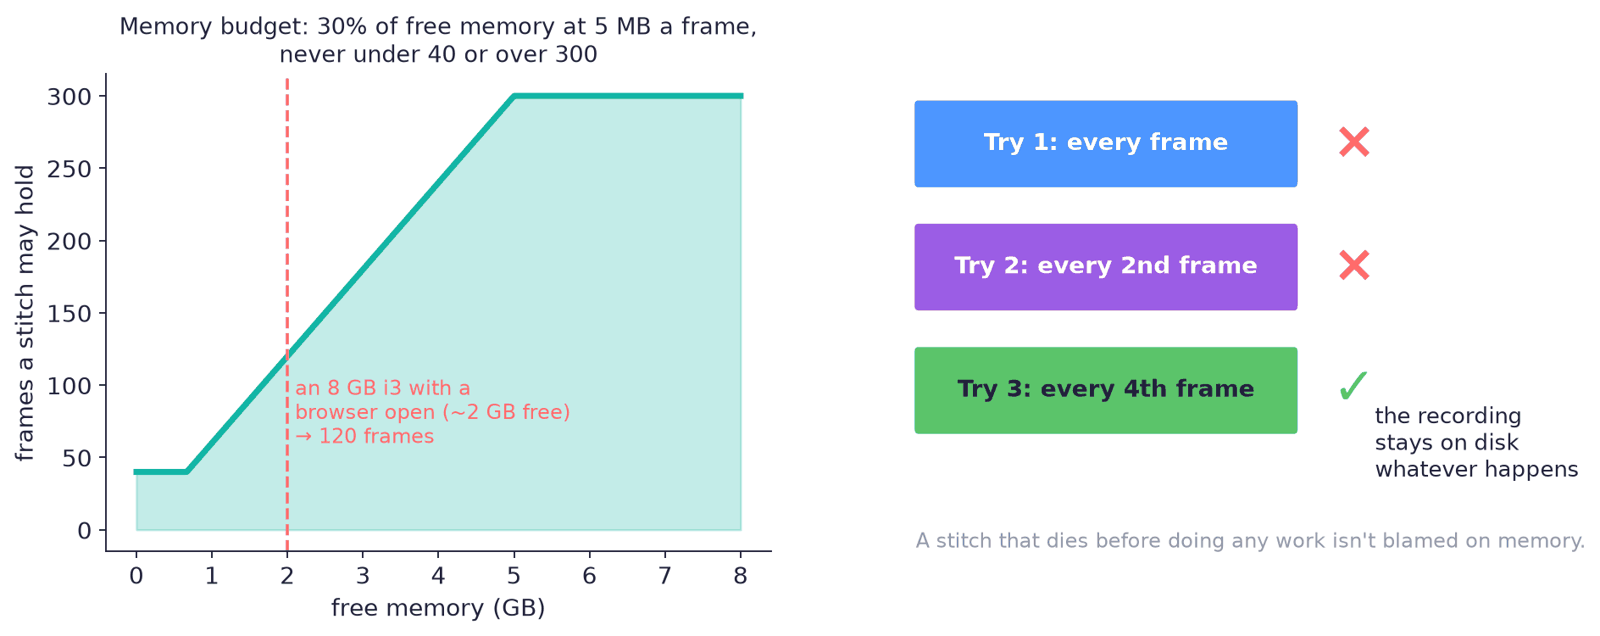 Memory budget: 30% of free memory at 5 MB a frame,
never under 40 or over 300
frames a stitch may hold
300
250
200
150
100
50
0
an 8 GB i3 with a
browser open (~2 GB free)
→ 120 frames
0 1 2 3 4 5 6 7 8
free memory (GB)
Try 1: every frame
✕
Try 2: every 2nd frame
✕
Try 3: every 4th frame
✓
the recording
stays on disk
whatever happens
A stitch that dies before doing any work isn't blamed on memory.